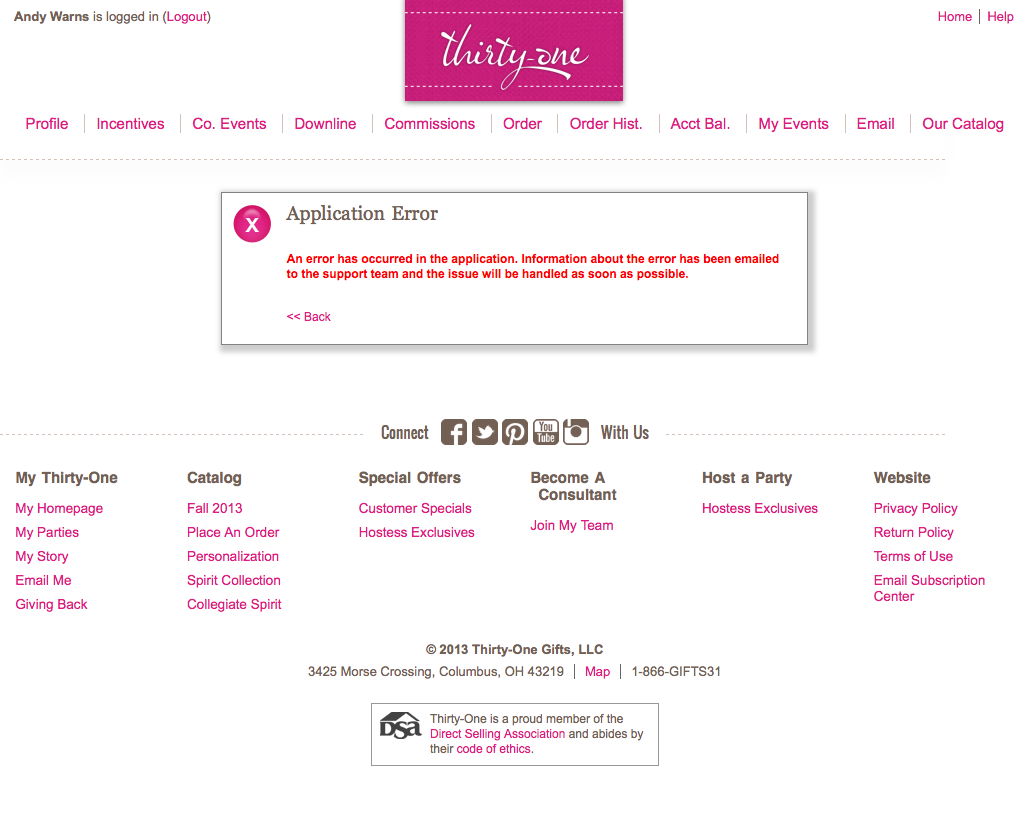 Andy Warns is logged in (Logout)
Home | Help
thirty-one
Profile | Incentives | Co. Events | Downline | Commissions | Order | Order Hist. | Acct Bal. | My Events | Email | Our Catalog
X
Application Error
An error has occurred in the application. Information about the error has been emailed
to the support team and the issue will be handled as soon as possible.
<< Back
Connect f P You Tube With Us
My Thirty-One
My Homepage
My Parties
My Story
Email Me
Giving Back
Catalog
Fall 2013
Place An Order
Personalization
Spirit Collection
Collegiate Spirit
Special Offers
Customer Specials
Hostess Exclusives
Become A
Consultant
Join My Team
Host a Party
Hostess Exclusives
Website
Privacy Policy
Return Policy
Terms of Use
Email Subscription
Center
© 2013 Thirty-One Gifts, LLC
3425 Morse Crossing, Columbus, OH 43219 | Map | 1-866-GIFTS31
DSA
Thirty-One is a proud member of the
Direct Selling Association and abides by
their code of ethics.